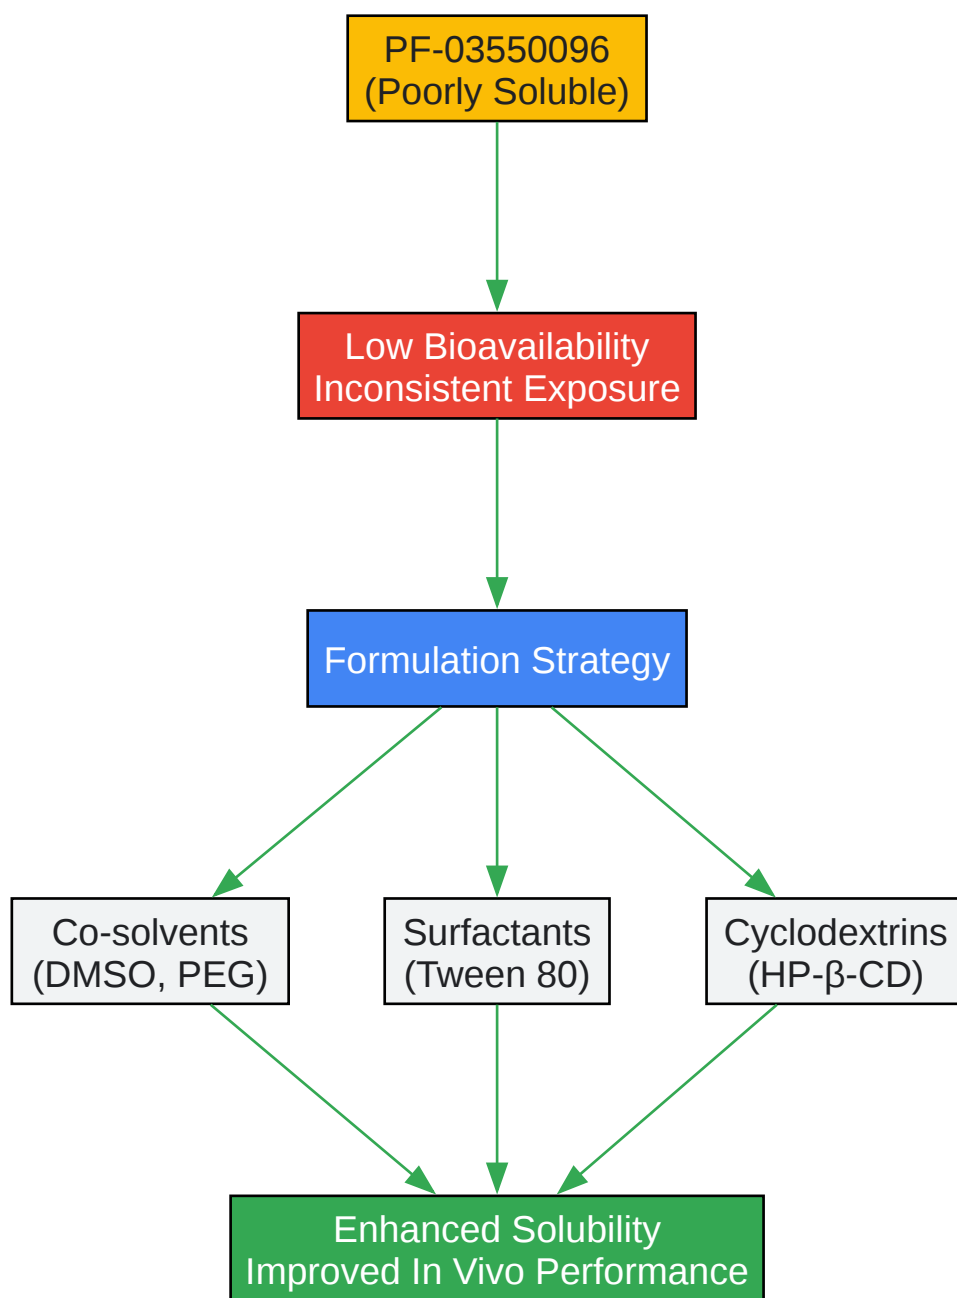 PF-03550096
(Poorly Soluble)
Low Bioavailability
Inconsistent Exposure
Formulation Strategy
Co-solvents
(DMSO, PEG)
Surfactants
(Tween 80)
Cyclodextrins
(HP-β-CD)
Enhanced Solubility
Improved In Vivo Performance